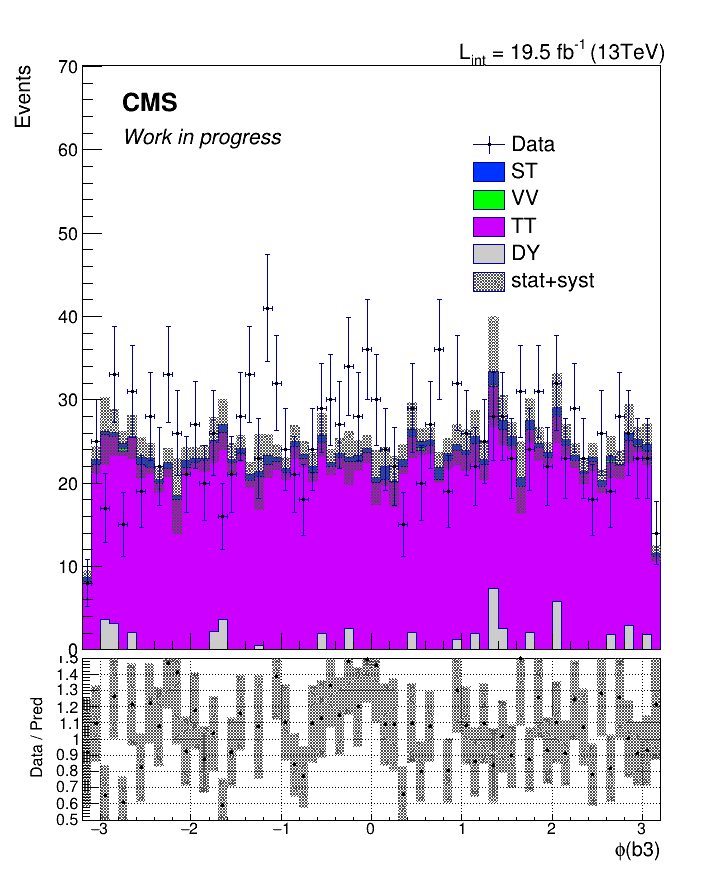 L_int = 19.5 fb⁻¹ (13TeV)
Events
70
60
50
40
30
20
10
0
CMS
Work in progress
Data
ST
VV
TT
DY
stat+syst
Data / Pred
1.5
1.4
1.3
1.2
1.1
1
0.9
0.8
0.7
0.6
0.5
−3 −2 −1 0 1 2 3
ϕ(b3)